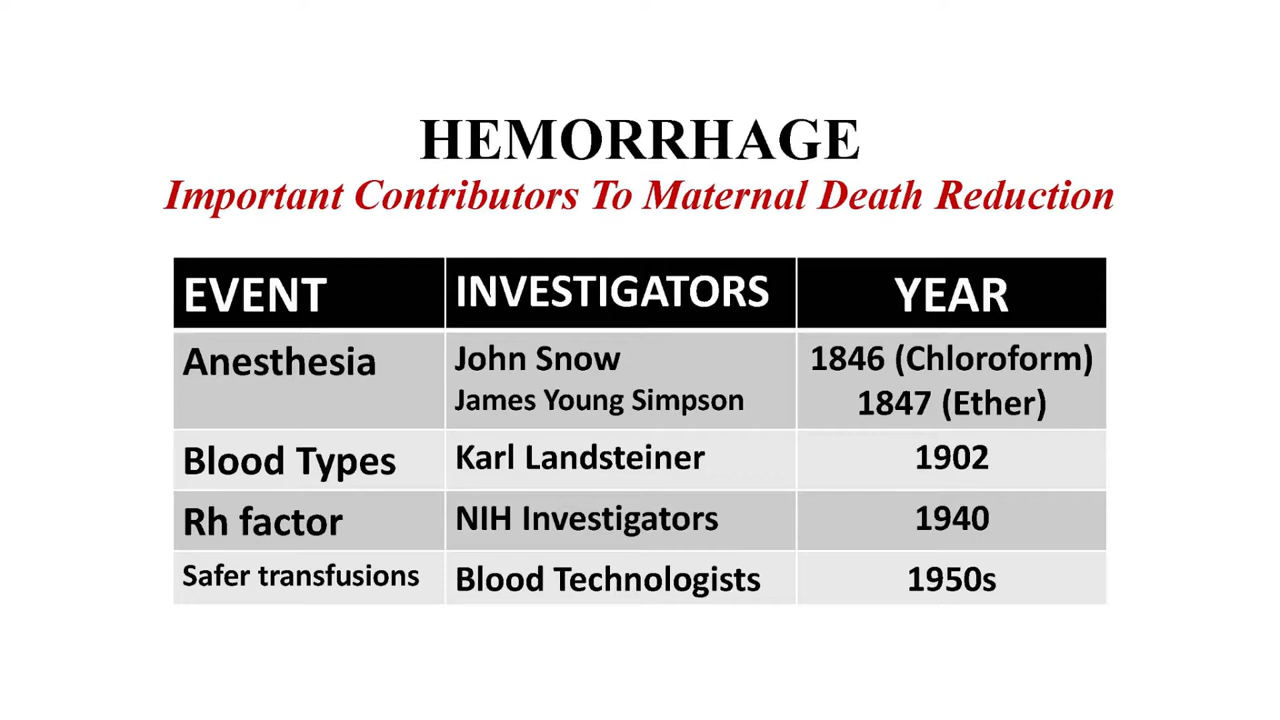 HEMORRHAGE
Important Contributors To Maternal Death Reduction
EVENT INVESTIGATORS YEAR
Anesthesia John Snow 1846 (Chloroform)
James Young Simpson 1847 (Ether)
Blood Types Karl Landsteiner 1902
Rh factor NIH Investigators 1940
Safer transfusions Blood Technologists 1950s